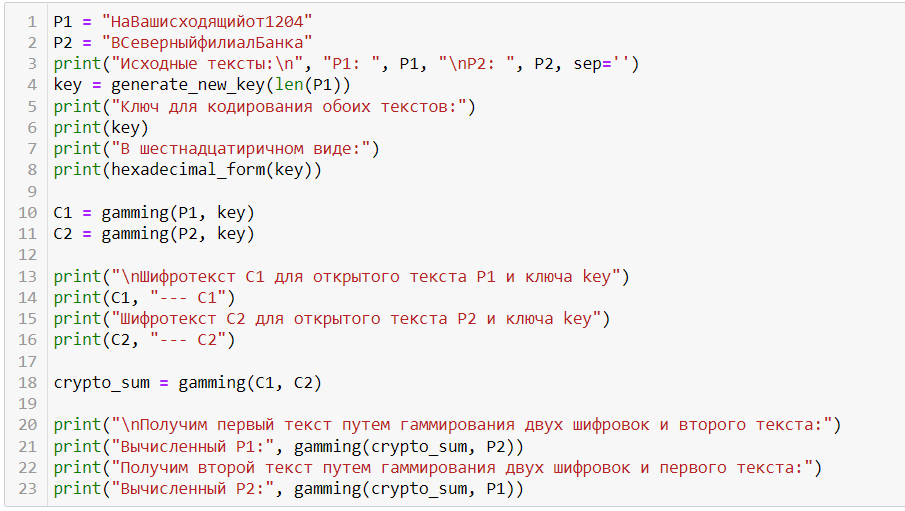 1 P1 = "НаВашисходящийот1204"
2 P2 = "ВСеверныйфилиалБанка"
3 print("Исходные тексты:\n", "P1: ", P1, "\nP2: ", P2, sep='')
4 key = generate_new_key(len(P1))
5 print("Ключ для кодирования обоих текстов:")
6 print(key)
7 print("В шестнадцатиричном виде:")
8 print(hexadecimal_form(key))
9
10 C1 = gamming(P1, key)
11 C2 = gamming(P2, key)
12
13 print("\nШифротекст C1 для открытого текста P1 и ключа key")
14 print(C1, "--- C1")
15 print("Шифротекст C2 для открытого текста P2 и ключа key")
16 print(C2, "--- C2")
17
18 crypto_sum = gamming(C1, C2)
19
20 print("\nПолучим первый текст путем гаммирования двух шифровок и второго текста:")
21 print("Вычисленный P1:", gamming(crypto_sum, P2))
22 print("Получим второй текст путем гаммирования двух шифровок и первого текста:")
23 print("Вычисленный P2:", gamming(crypto_sum, P1))